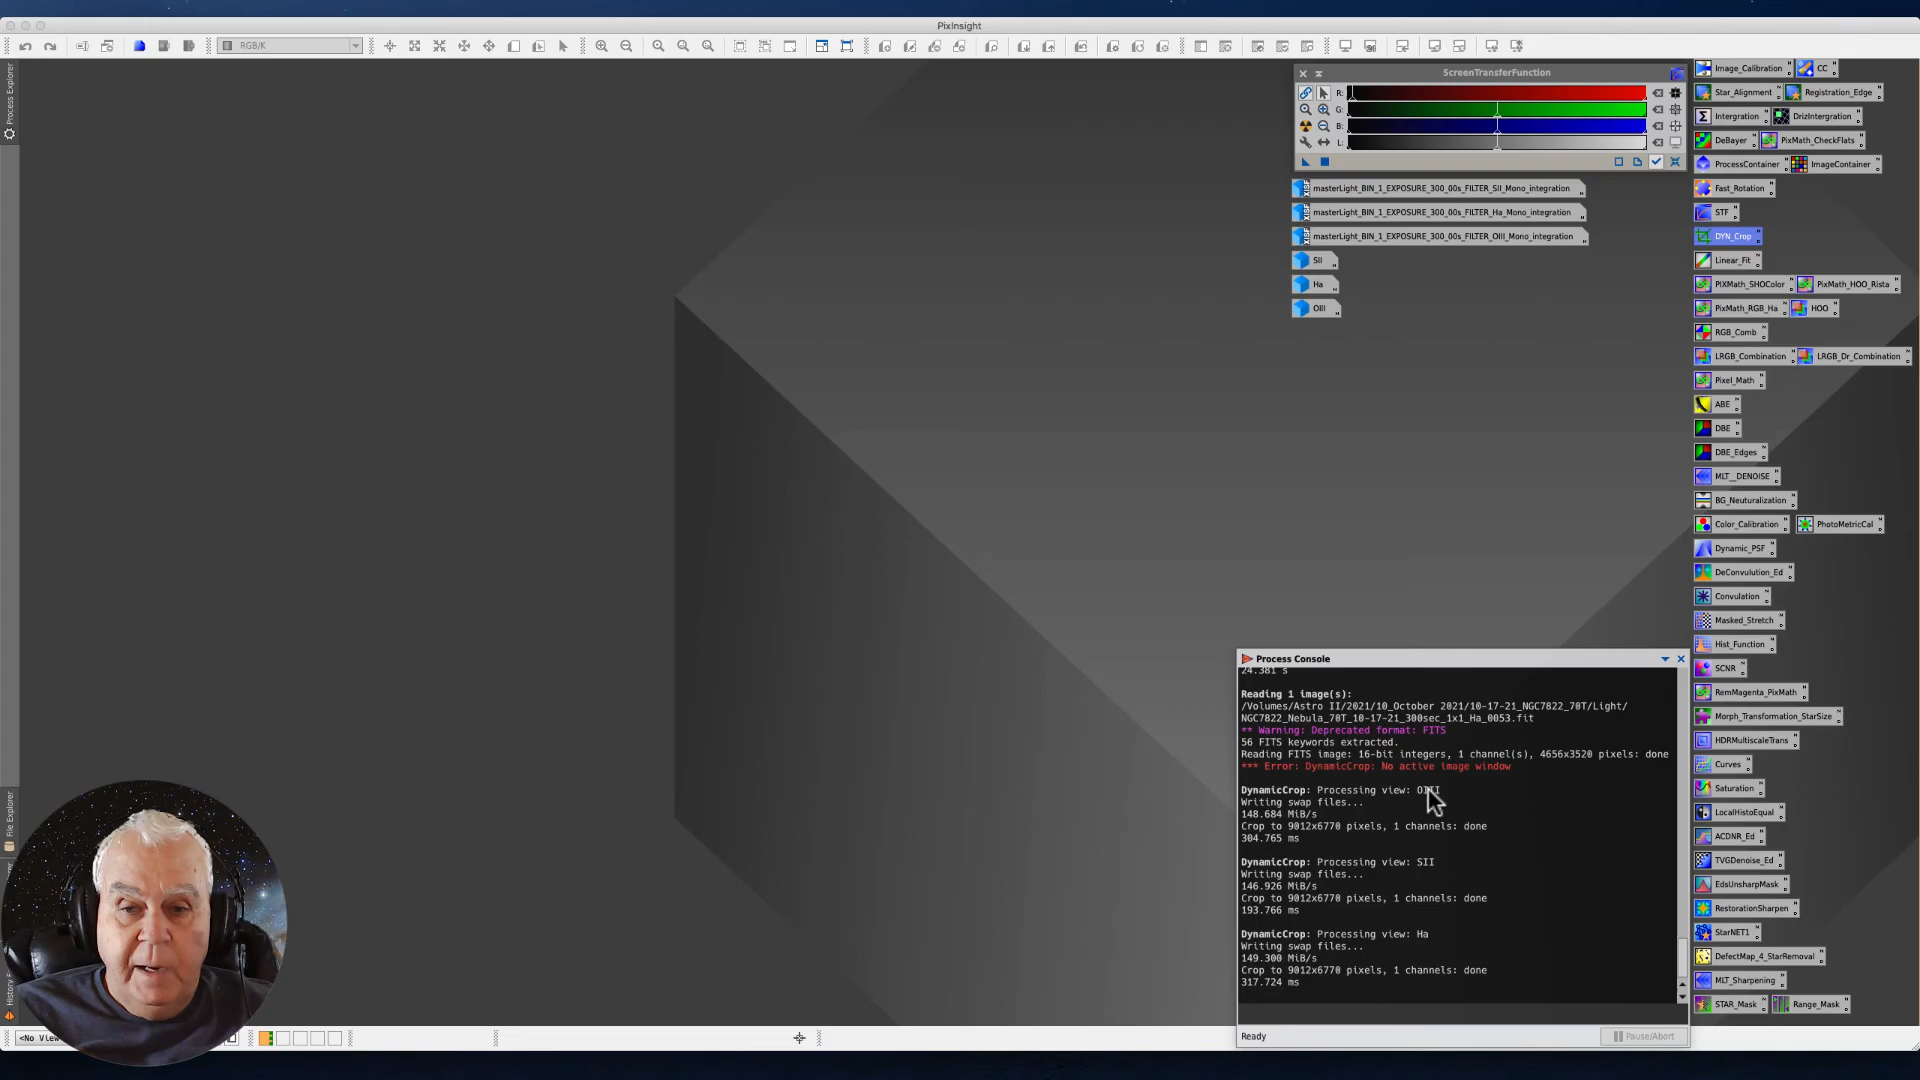 PixInsight
RGB/K
Process Explorer
File Explorer
ScreenTransferFunction
R:
G:
B:
L:
masterLight_BIN_1_EXPOSURE_300_00s_FILTER_SII_Mono_integration
masterLight_BIN_1_EXPOSURE_300_00s_FILTER_Ha_Mono_integration
masterLight_BIN_1_EXPOSURE_300_00s_FILTER_OIII_Mono_integration
SII
Ha
OIII
Image_Calibration CC
Star_Alignment Registration_Edge
Intergration DrizIntergration
DeBayer PixMath_CheckFlats
ProcessContainer ImageContainer
Fast_Rotation
STF
DYN_Crop
Linear_Fit
PIXMath_SHOColor PixMath_HOO_Rista
PixMath_RGB_Ha HOO
RGB_Comb
LRGB_Combination LRGB_Dr_Combination
Pixel_Math
ABE
DBE
DBE_Edges
MLT__DENOISE
BG_Neuturalization
Color_Calibration PhotoMetricCal
Dynamic_PSF
DeConvulution_Ed
Convulation
Masked_Stretch
Hist_Function
SCNR
RemMagenta_PixMath
Morph_Transformation_StarSize
HDRMultiscaleTrans
Curves
Saturation
LocalHistoEqual
ACDNR_Ed
TVGDenoise_Ed
EdsUnsharpMask
RestorationSharpen
StarNET1
DefectMap_4_StarRemoval
MLT_Sharpening
STAR_Mask Range_Mask
Process Console
24.381 s
Reading 1 image(s):
/Volumes/Astro II/2021/10_October 2021/10-17-21_NGC7822_70T/Light/
NGC7822_Nebula_70T_10-17-21_300sec_1x1_Ha_0053.fit
** Warning: Deprecated format: FITS
56 FITS keywords extracted.
Reading FITS image: 16-bit integers, 1 channel(s), 4656x3520 pixels: done
*** Error: DynamicCrop: No active image window
DynamicCrop: Processing view: OIII
Writing swap files...
148.684 MiB/s
Crop to 9012x6770 pixels, 1 channels: done
304.765 ms
DynamicCrop: Processing view: SII
Writing swap files...
146.926 MiB/s
Crop to 9012x6770 pixels, 1 channels: done
193.766 ms
DynamicCrop: Processing view: Ha
Writing swap files...
149.300 MiB/s
Crop to 9012x6770 pixels, 1 channels: done
317.724 ms
Ready
Pause/Abort
<No View